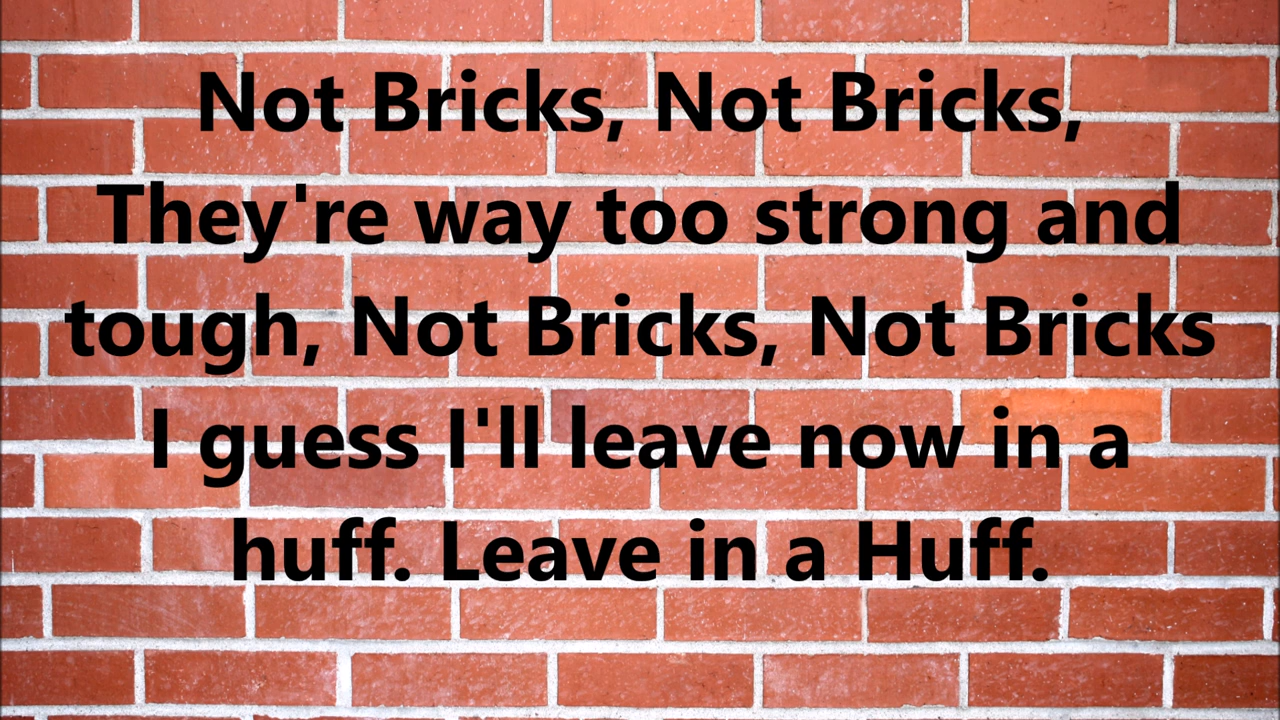 Not Bricks, Not Bricks,
They're way too strong and
tough, Not Bricks, Not Bricks
I guess I'll leave now in a
huff. Leave in a Huff.